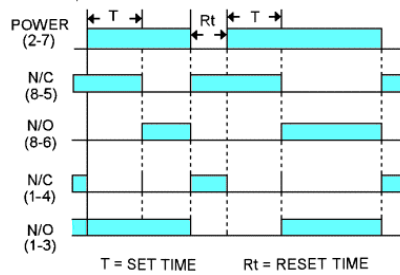 T Rt T
POWER
(2-7)
N/C
(8-5)
N/O
(8-6)
N/C
(1-4)
N/O
(1-3)
T = SET TIME Rt = RESET TIME